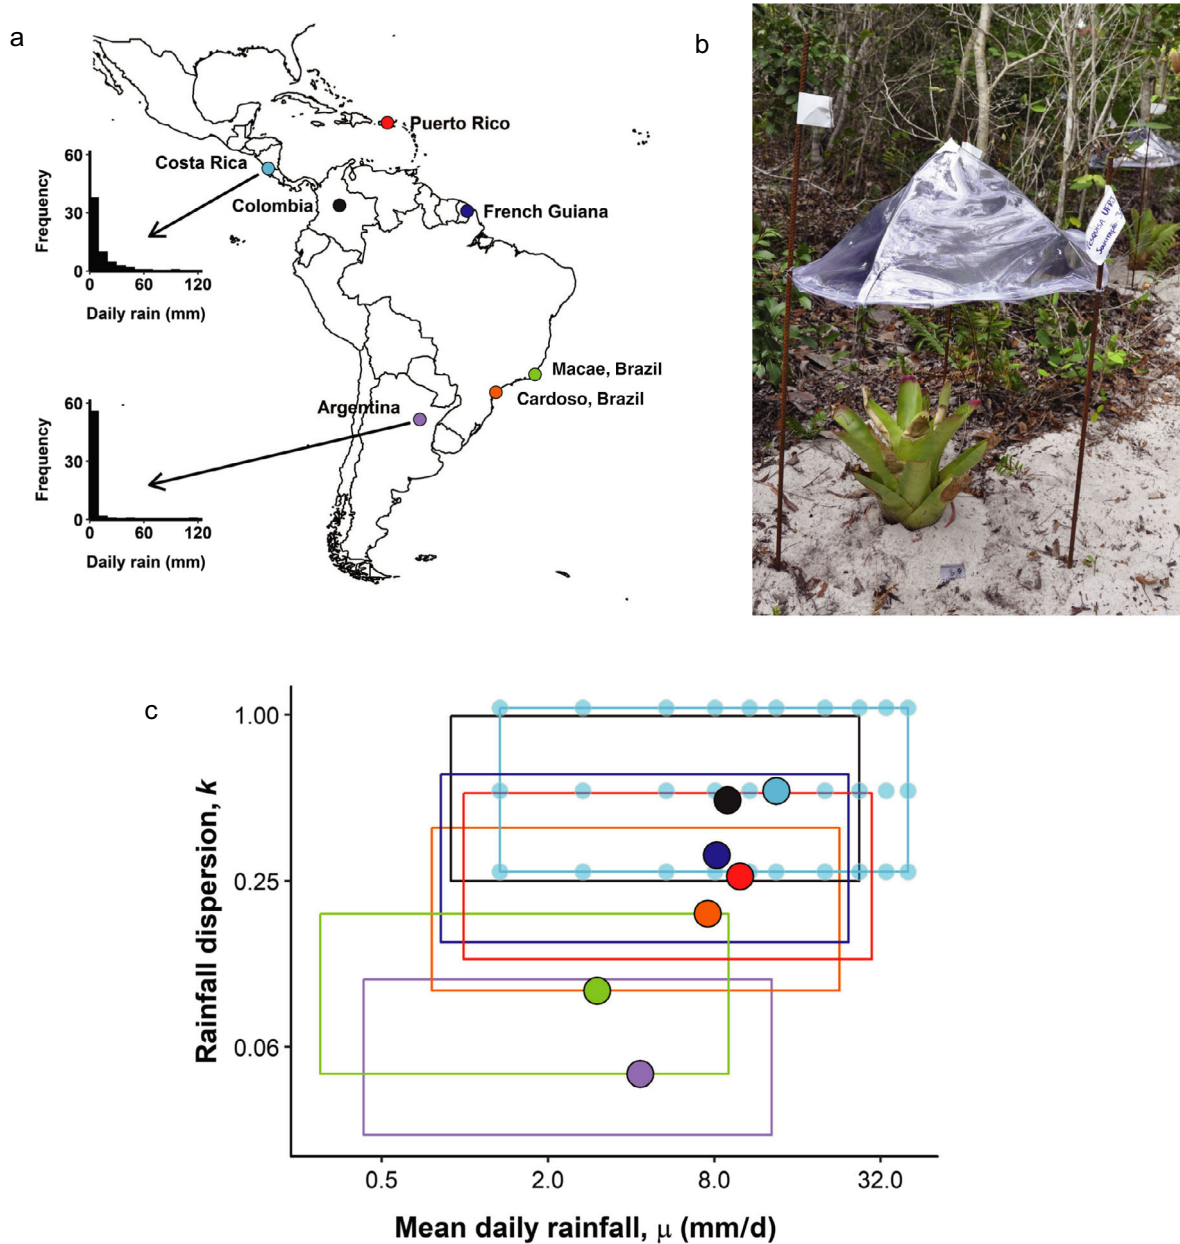 a
Puerto Rico
Costa Rica
Colombia
French Guiana
60
30
0
Frequency
0 60 120
Daily rain (mm)
Macae, Brazil
Cardoso, Brazil
Argentina
60
30
0
Frequency
0 60 120
Daily rain (mm)
b
PESQUISA UFRJ
c
1.00
0.25
0.06
Rainfall dispersion, k
0.5 2.0 8.0 32.0
Mean daily rainfall, μ (mm/d)